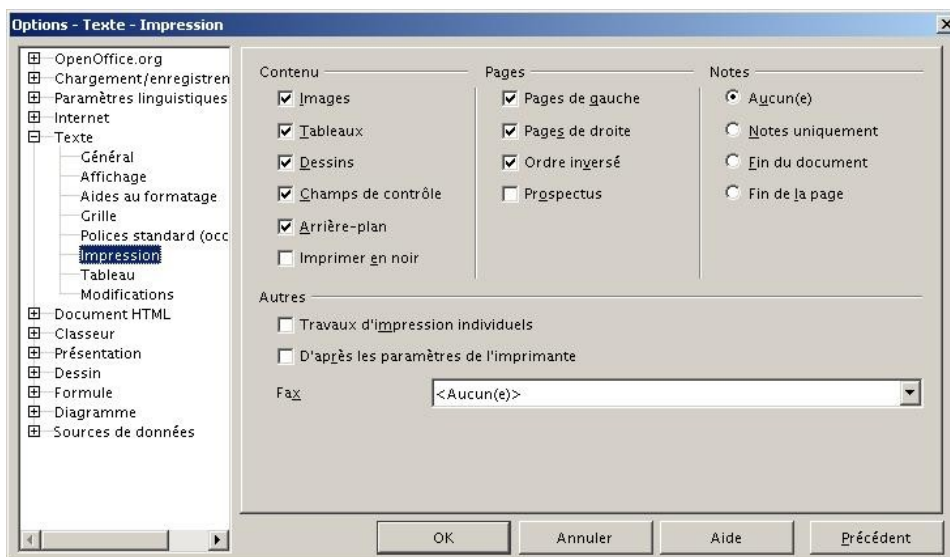 Options - Texte - Impression
OpenOffice.org
Chargement/enregistren
Paramètres linguistiques
Internet
Texte
Général
Affichage
Aides au formatage
Grille
Polices standard (occ
Impression
Tableau
Modifications
Document HTML
Classeur
Présentation
Dessin
Formule
Diagramme
Sources de données
Contenu
Images
Tableaux
Dessins
Champs de contrôle
Arrière-plan
Imprimer en noir
Pages
Pages de gauche
Pages de droite
Ordre inversé
Prospectus
Notes
Aucun(e)
Notes uniquement
Fin du document
Fin de la page
Autres
Travaux d'impression individuels
D'après les paramètres de l'imprimante
Fax <Aucun(e)>
OK Annuler Aide Précédent